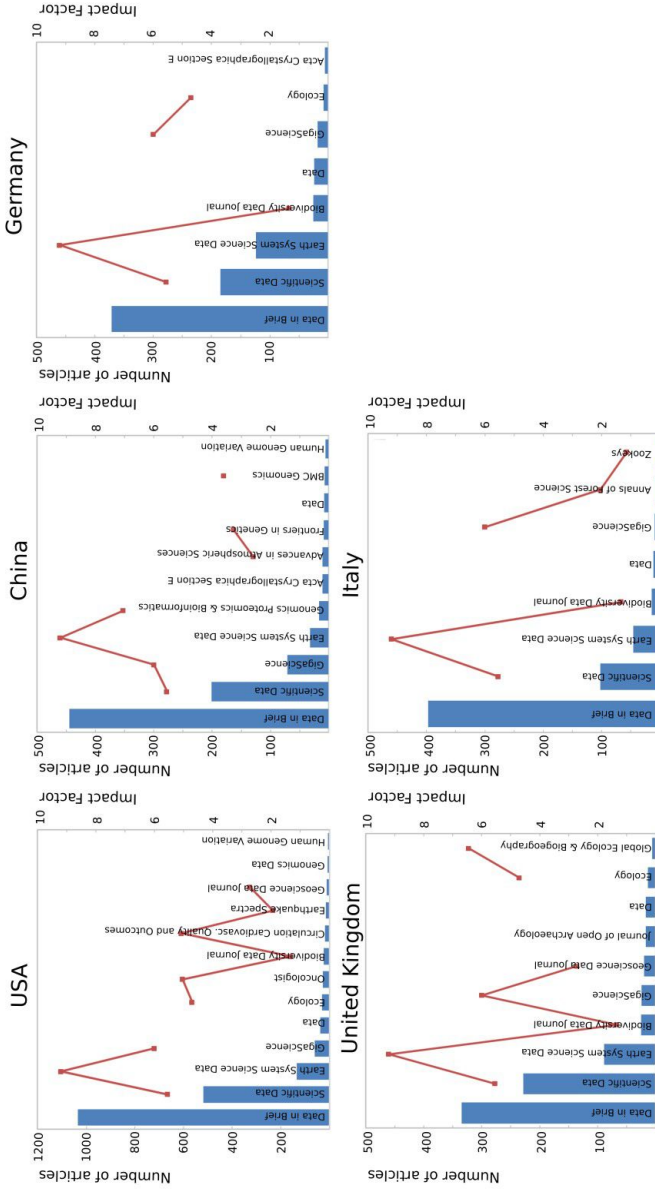 USA
Number of articles
Impact Factor
1200
1000
800
600
400
200
10
8
6
4
2
Data in Brief
Scientific Data
Earth System Science Data
GigaScience
Data
Ecology
Oncologist
Biodiversity Data Journal
Circulation Cardiovasc. Quality and Outcomes
Earthquake Spectra
Geoscience Data Journal
Genomics Data
Human Genome Variation
China
Number of articles
Impact Factor
500
400
300
200
100
10
8
6
4
2
Data in Brief
Scientific Data
GigaScience
Earth System Science Data
Genomics Proteomics & Bioinformatics
Acta Crystallographica Section E
Advances in Atmospheric Sciences
Frontiers in Genetics
Data
BMC Genomics
Human Genome Variation
Germany
Number of articles
Impact Factor
500
400
300
200
100
10
8
6
4
2
Data in Brief
Scientific Data
Earth System Science Data
Biodiversity Data Journal
Data
GigaScience
Ecology
Acta Crystallographica Section E
United Kingdom
Number of articles
Impact Factor
500
400
300
200
100
10
8
6
4
2
Data in Brief
Scientific Data
Earth System Science Data
Biodiversity Data Journal
GigaScience
Geoscience Data Journal
Journal of Open Archaeology
Data
Ecology
Global Ecology & Biogeography
Italy
Number of articles
Impact Factor
500
400
300
200
100
10
8
6
4
2
Data in Brief
Scientific Data
Earth System Science Data
Biodiversity Data Journal
Data
GigaScience
Annals of Forest Science
Zookeys